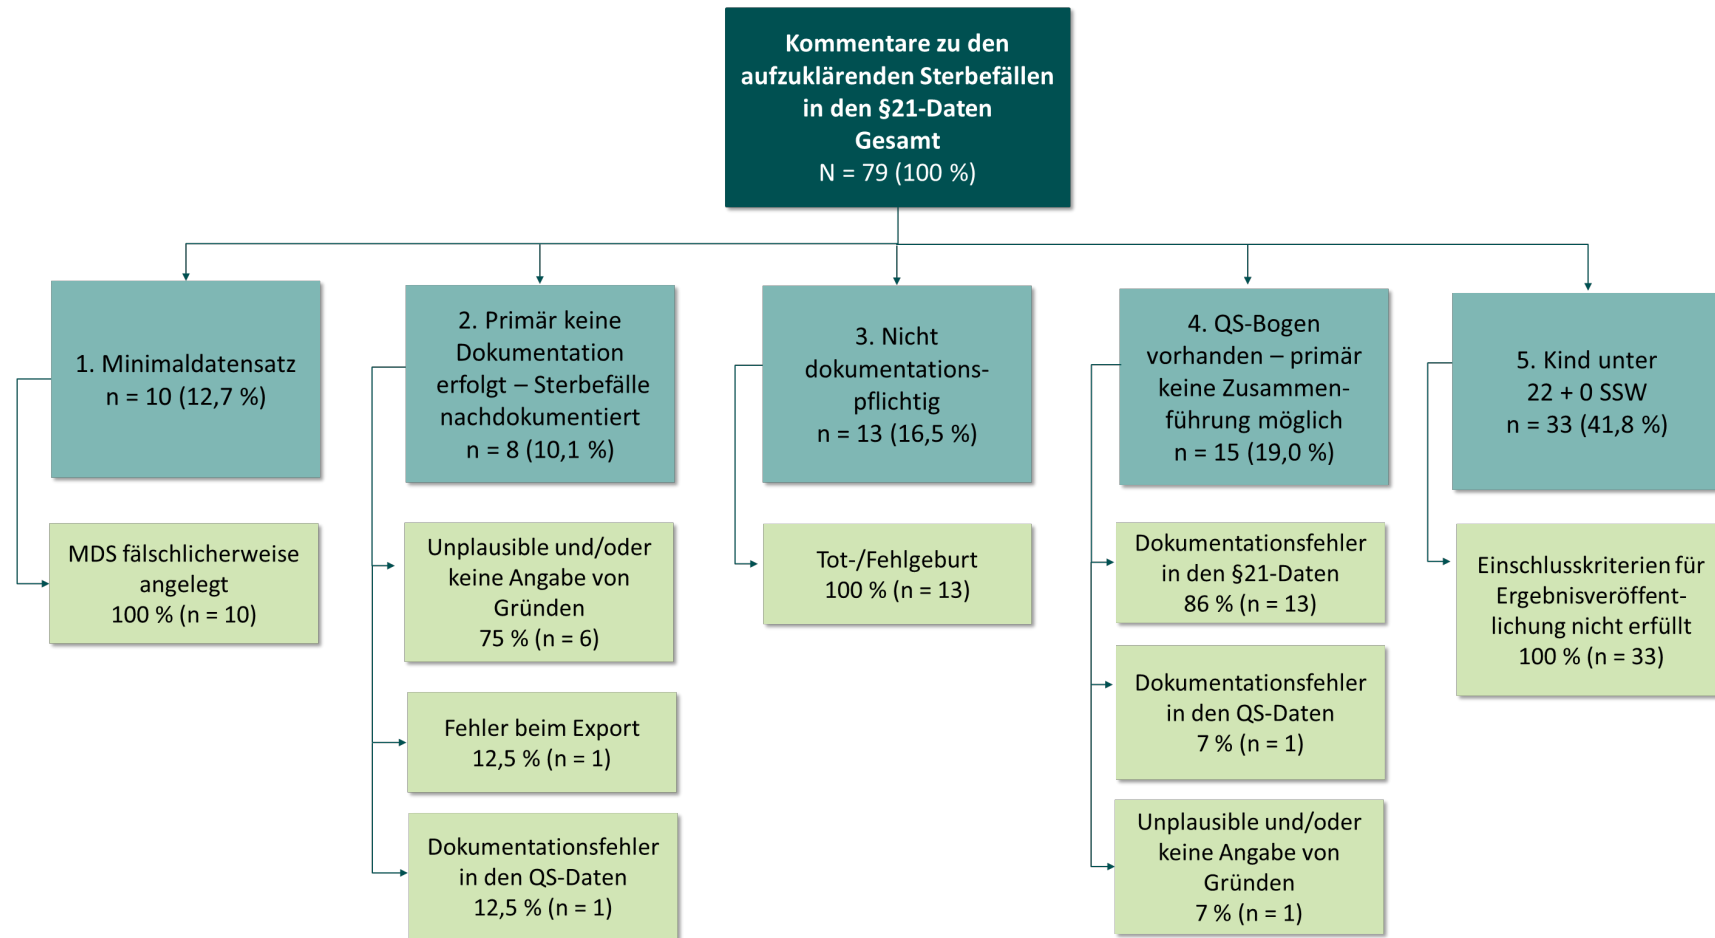 Kommentare zu den
aufzuklärenden Sterbefällen
in den §21-Daten
Gesamt
N = 79 (100 %)
1. Minimaldatensatz
n = 10 (12,7 %)
MDS fälschlicherweise
angelegt
100 % (n = 10)
2. Primär keine
Dokumentation
erfolgt – Sterbefälle
nachdokumentiert
n = 8 (10,1 %)
Unplausible und/oder
keine Angabe von
Gründen
75 % (n = 6)
Fehler beim Export
12,5 % (n = 1)
Dokumentationsfehler
in den QS-Daten
12,5 % (n = 1)
3. Nicht
dokumentations-
pflichtig
n = 13 (16,5 %)
Tot-/Fehlgeburt
100 % (n = 13)
4. QS-Bogen
vorhanden – primär
keine Zusammen-
führung möglich
n = 15 (19,0 %)
Dokumentationsfehler
in den §21-Daten
86 % (n = 13)
Dokumentationsfehler
in den QS-Daten
7 % (n = 1)
Unplausible und/oder
keine Angabe von
Gründen
7 % (n = 1)
5. Kind unter
22 + 0 SSW
n = 33 (41,8 %)
Einschlusskriterien für
Ergebnisveröffent-
lichung nicht erfüllt
100 % (n = 33)